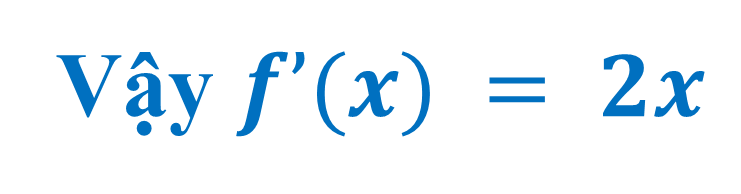 Vậy f’(x) = 2x